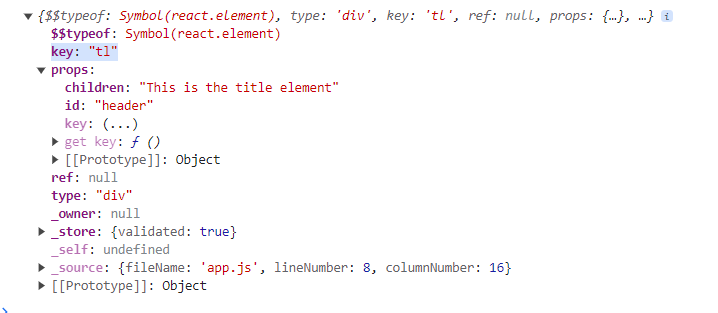 ▼ {$$typeof: Symbol(react.element), type: 'div', key: 'tl', ref: null, props: {…}, …} i
$$typeof: Symbol(react.element)
key: "tl"
▼ props:
children: "This is the title element"
id: "header"
key: (...)
▶ get key: ƒ ()
▶ [[Prototype]]: Object
ref: null
type: "div"
_owner: null
▶ _store: {validated: true}
_self: undefined
▶ _source: {fileName: 'app.js', lineNumber: 8, columnNumber: 16}
▶ [[Prototype]]: Object